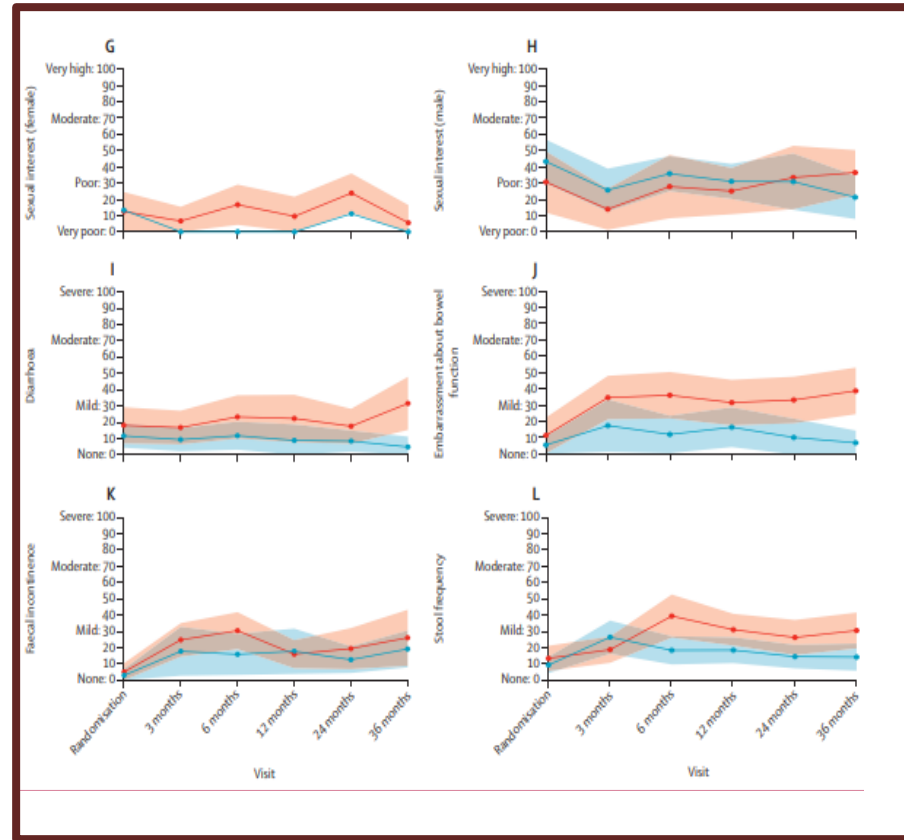 G
Sexual interest (female)
Very high: 100
90
80
Moderate: 70
60
50
40
Poor: 30
20
10
Very poor: 0
H
Sexual interest (male)
Very high: 100
90
80
Moderate: 70
60
50
40
Poor: 30
20
10
Very poor: 0
I
Diarrhoea
Severe: 100
90
80
Moderate: 70
60
50
40
Mild: 30
20
10
None: 0
J
Embarrassment about bowel
function
Severe: 100
90
80
Moderate: 70
60
50
40
Mild: 30
20
10
None: 0
K
Faecal incontinence
Severe: 100
90
80
Moderate: 70
60
50
40
Mild: 30
20
10
None: 0
Randomisation
3 months
6 months
12 months
24 months
36 months
Visit
L
Stool frequency
Severe: 100
90
80
Moderate: 70
60
50
40
Mild: 30
20
10
None: 0
Randomisation
3 months
6 months
12 months
24 months
36 months
Visit